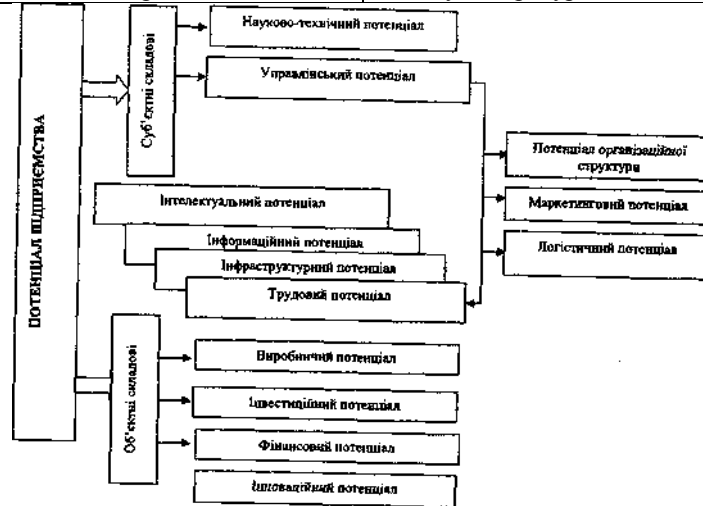 ПОТЕНЦІАЛ ПІДПРИЄМСТВА
Суб'єктні складові
Науково-технічний потенціал
Управлінський потенціал
Потенціал організаційної
структури
Маркетинговий потенціал
Логістичний потенціал
Інтелектуальний потенціал
Інформаційний потенціал
Інфраструктурний потенціал
Трудовий потенціал
Об'єктні складові
Виробничий потенціал
Інвестиційний потенціал
Фінансовий потенціал
Інноваційний потенціал